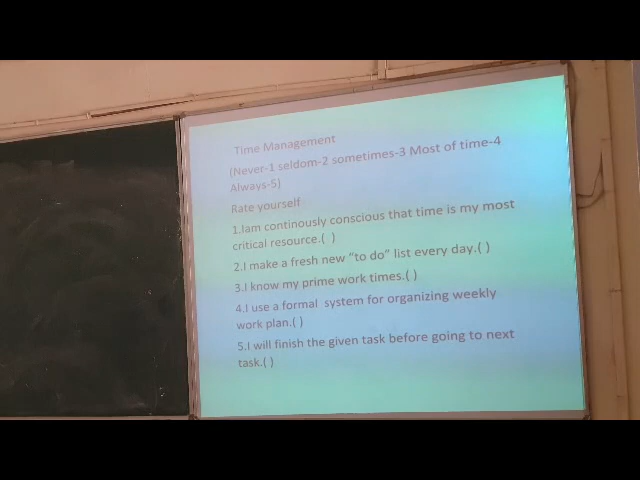 Time Management
(Never-1 seldom-2 sometimes-3 Most of time-4
Always-5)
Rate yourself
1.Iam continously conscious that time is my most
critical resource.( )
2.I make a fresh new “to do” list every day.( )
3.I know my prime work times.( )
4.I use a formal system for organizing weekly
work plan.( )
5.I will finish the given task before going to next
task.( )